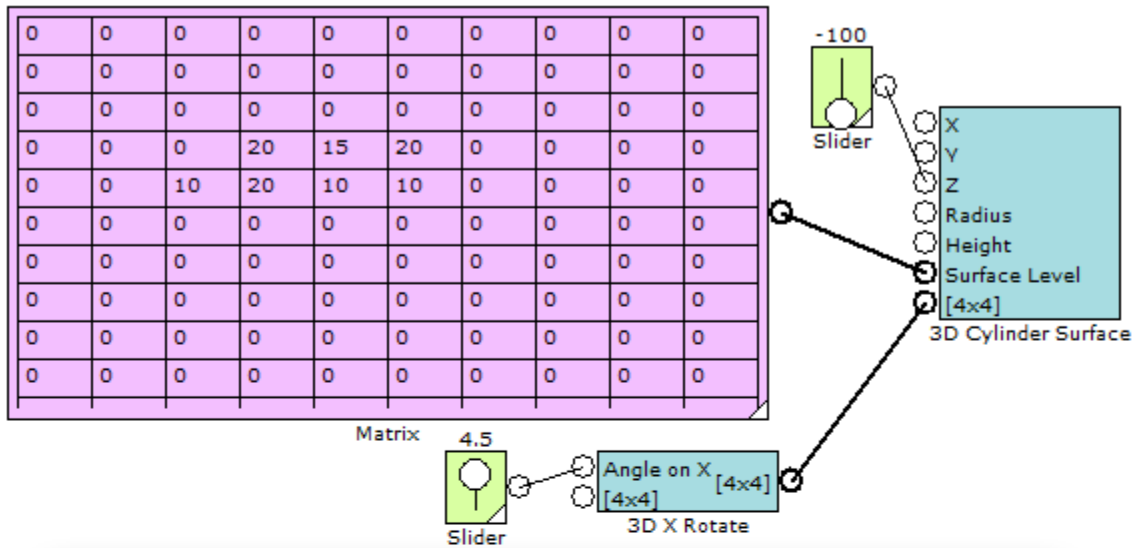 0 0 0 0 0 0 0 0 0 0
0 0 0 0 0 0 0 0 0 0
0 0 0 0 0 0 0 0 0 0
0 0 0 20 15 20 0 0 0 0
0 0 10 20 10 10 0 0 0 0
0 0 0 0 0 0 0 0 0 0
0 0 0 0 0 0 0 0 0 0
0 0 0 0 0 0 0 0 0 0
0 0 0 0 0 0 0 0 0 0
0 0 0 0 0 0 0 0 0 0
Matrix
-100
Slider
X
Y
Z
Radius
Height
Surface Level
[4x4]
3D Cylinder Surface
4.5
Slider
Angle on X [4x4]
[4x4]
3D X Rotate